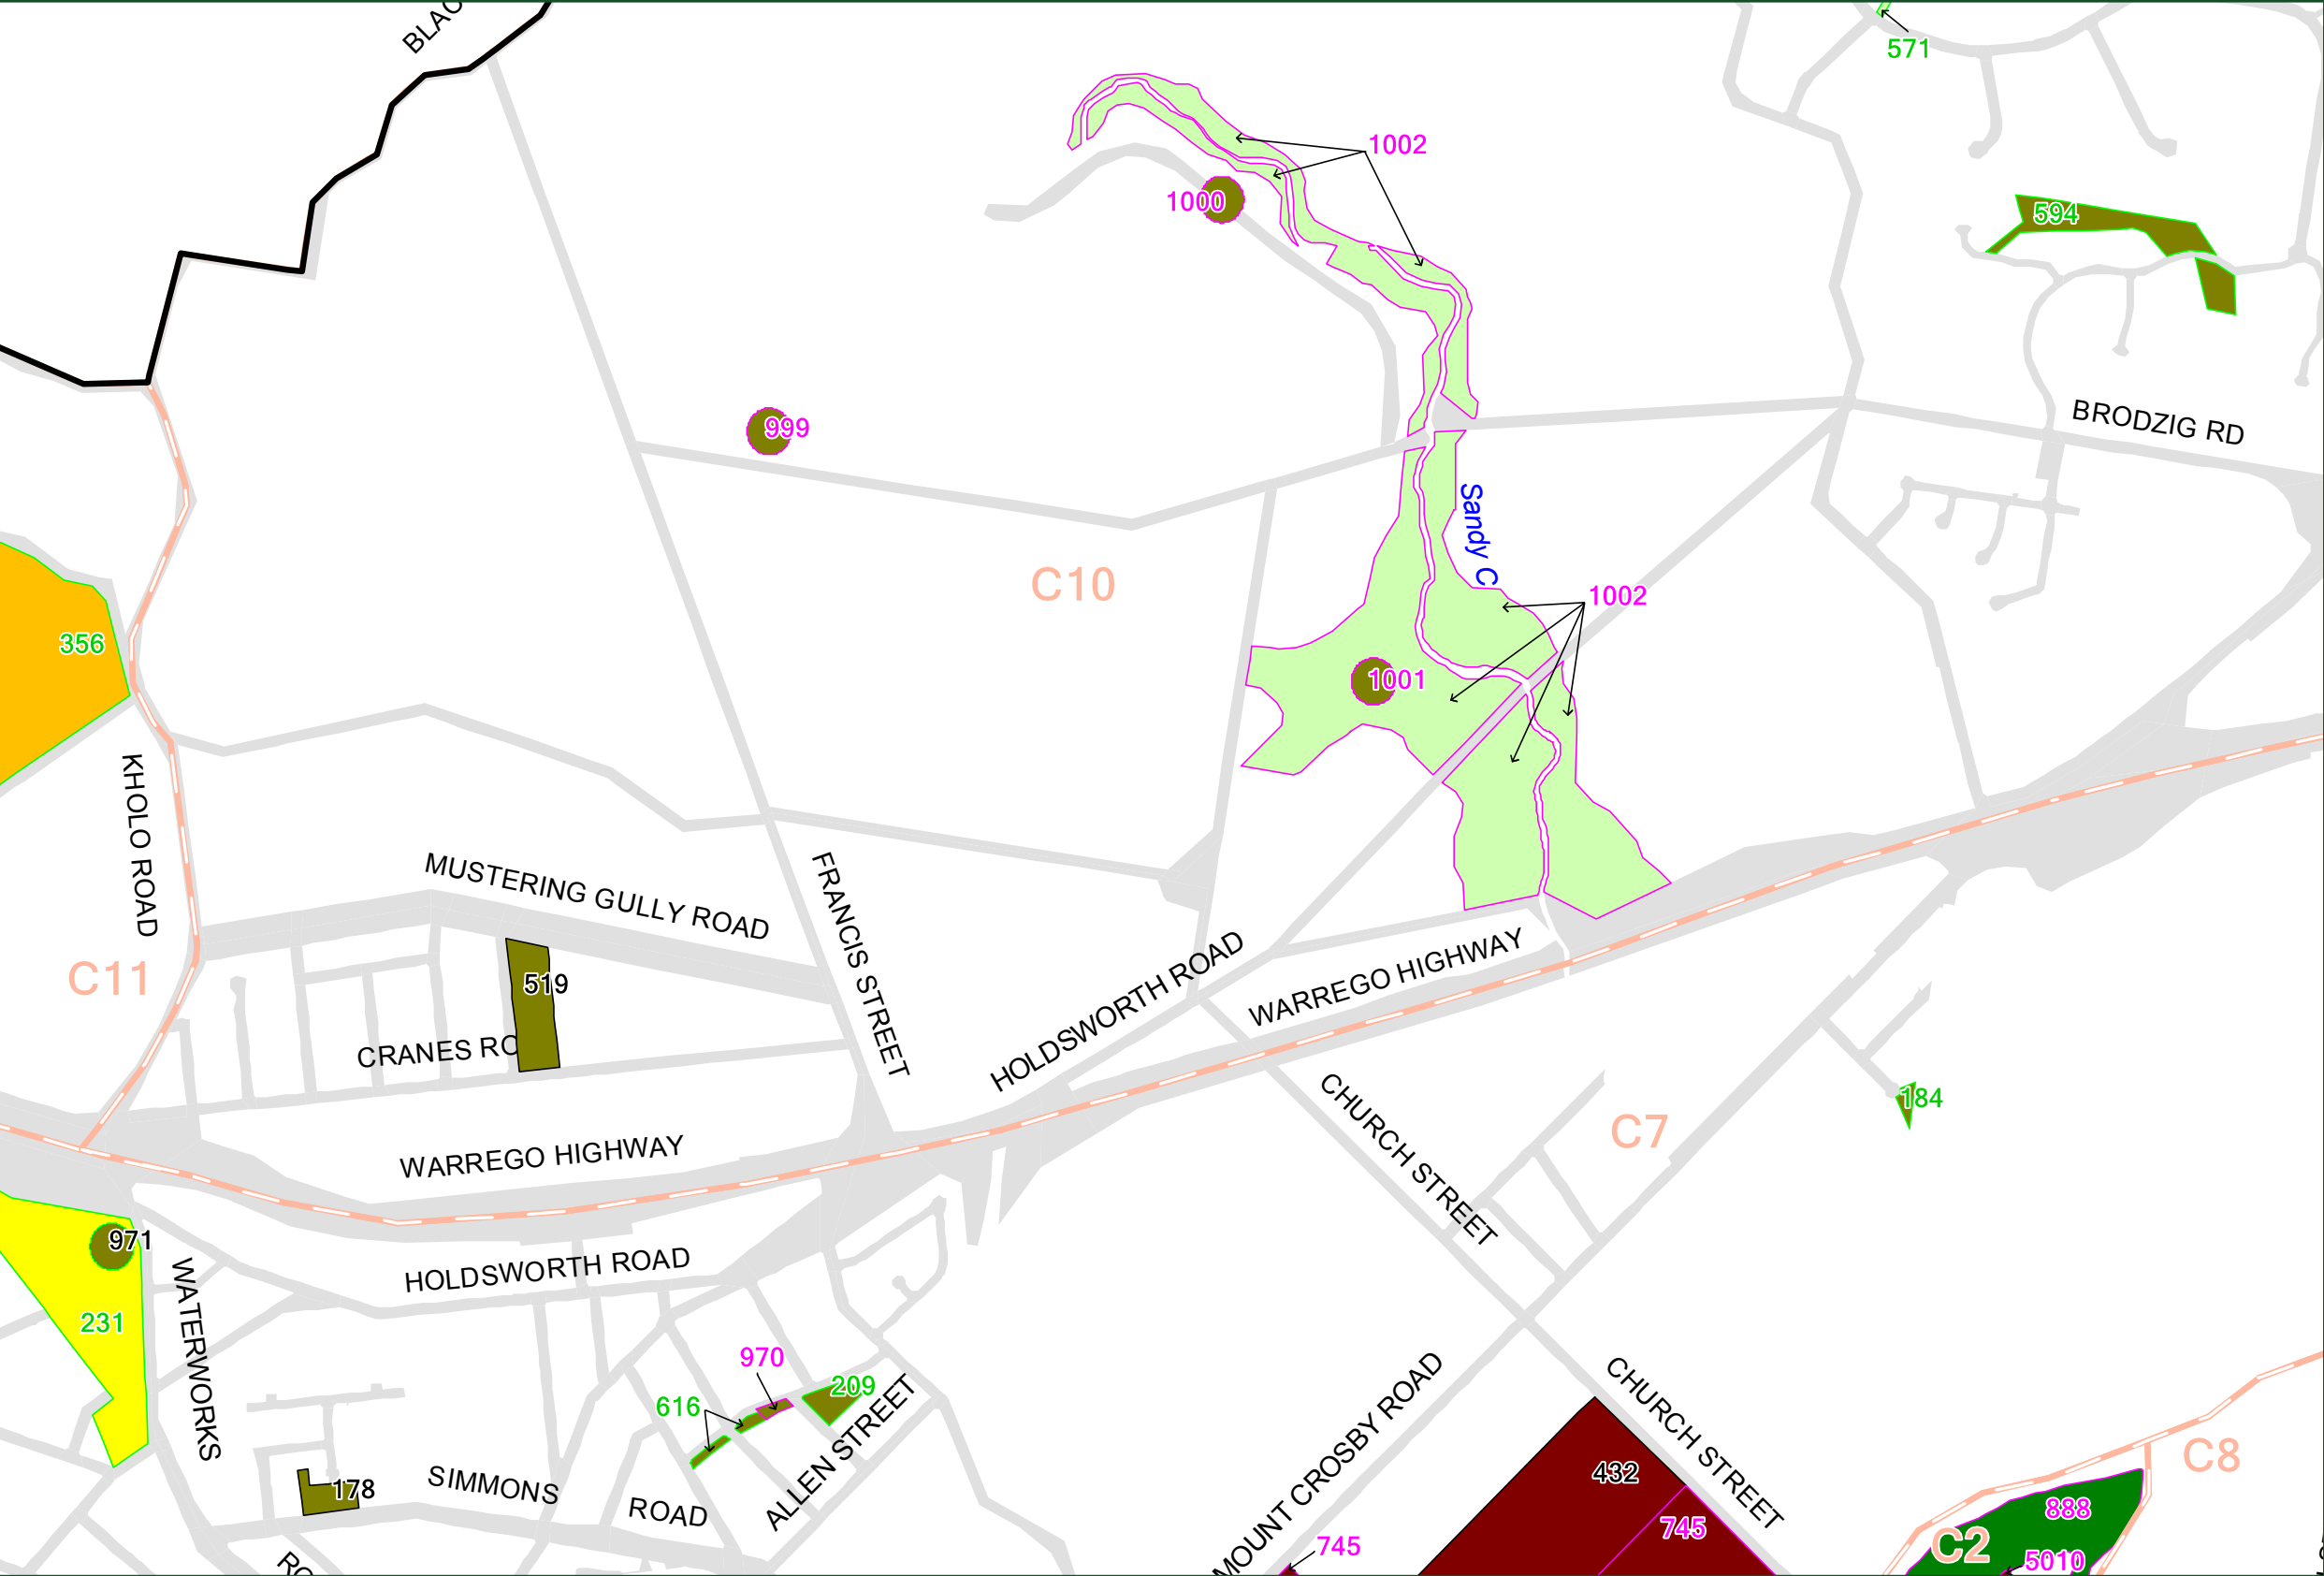 BLAC
571
1002
1000
594
999
BRODZIG RD
Sandy C
C10
1002
356
1001
KHOLO ROAD
MUSTERING GULLY ROAD
FRANCIS STREET
C11
519
HOLDSWORTH ROAD
WARREGO HIGHWAY
CRANES RO
184
CHURCH STREET
C7
WARREGO HIGHWAY
971
HOLDSWORTH ROAD
WATERWORKS
231
970
209
616
ALLEN STREET
MOUNT CROSBY ROAD
CHURCH STREET
C8
432
178
SIMMONS
ROAD
888
745
745
C2
5010
RO